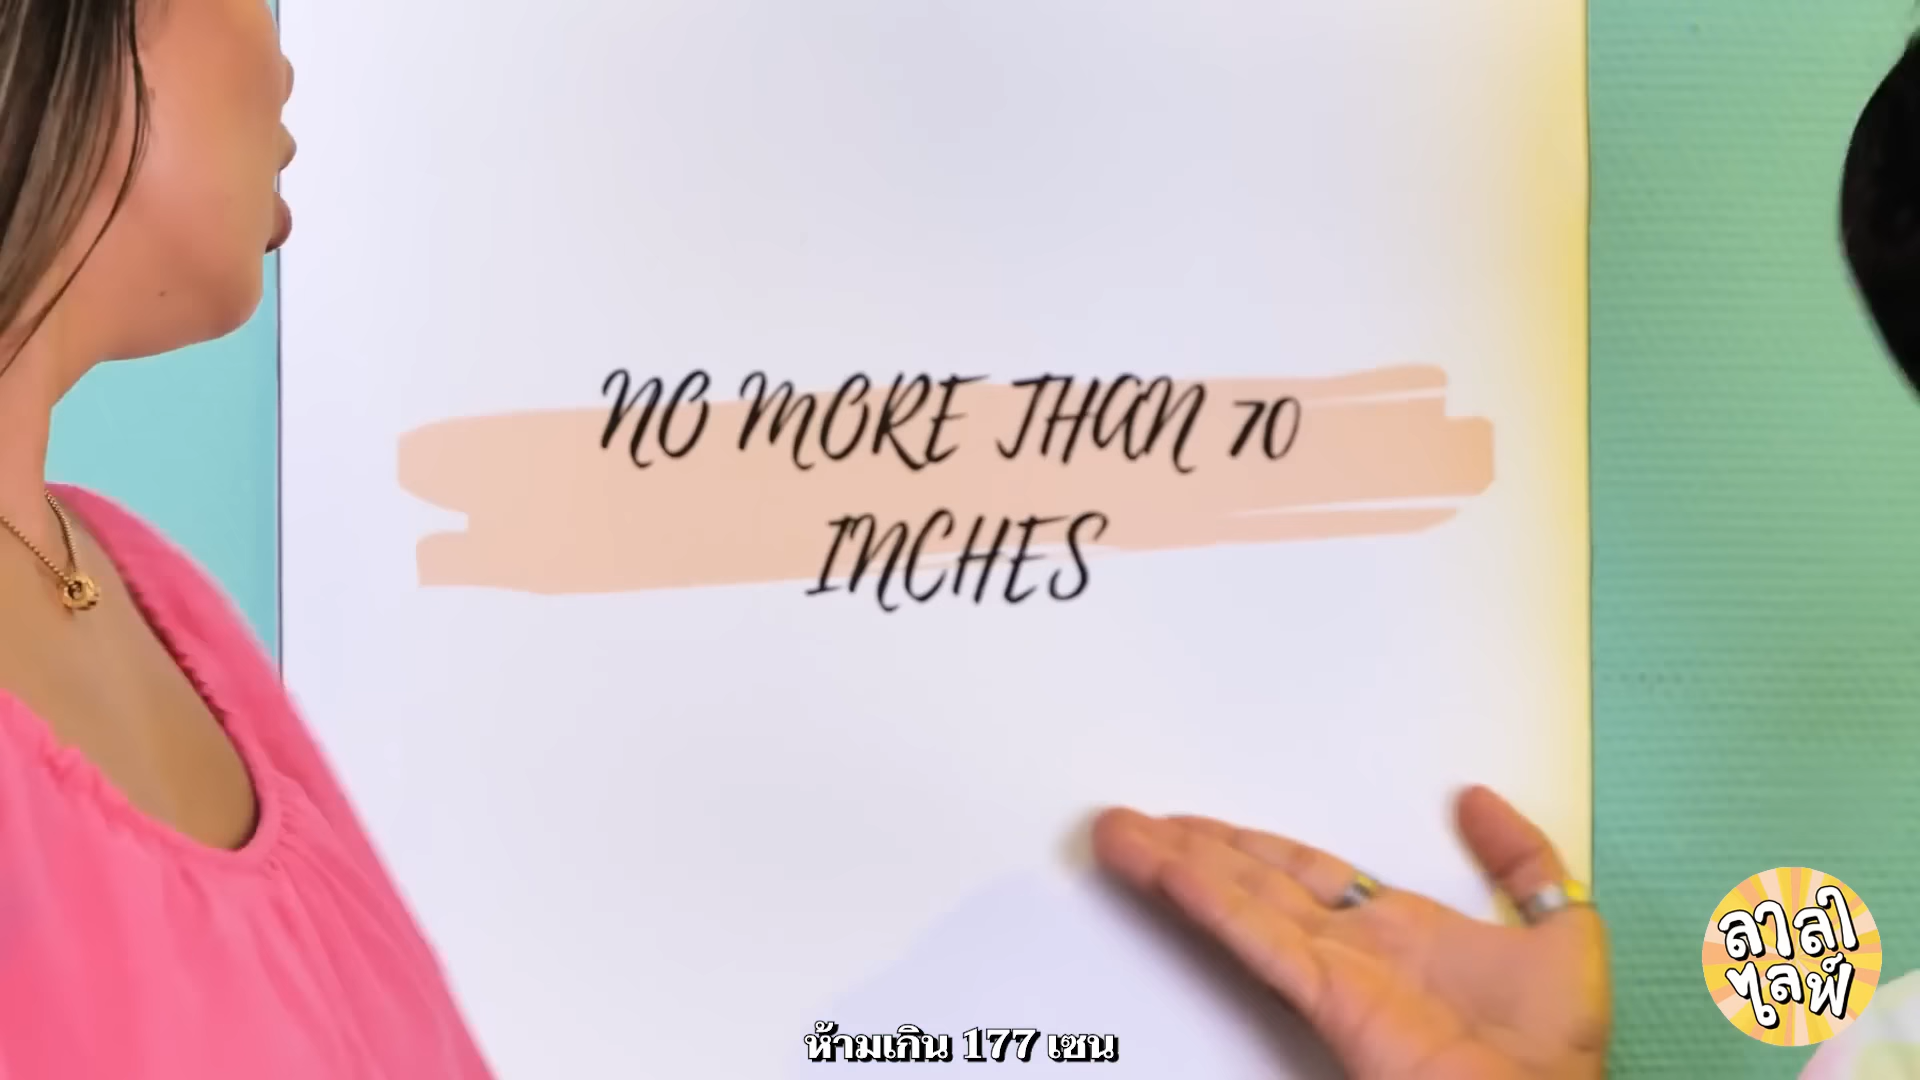 NO MORE THAN 70
INCHES
ลาลา
ไลฟ์
ห้ามเกิน 177 เซน